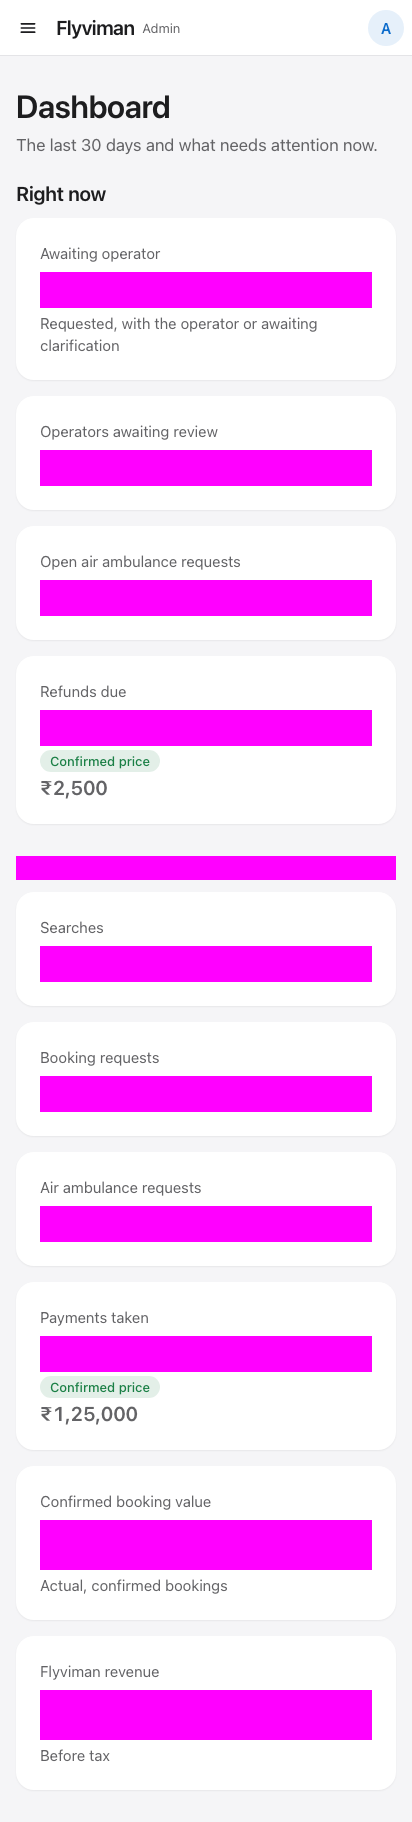 Flyviman Admin
A
Dashboard
The last 30 days and what needs attention now.
Right now
Awaiting operator
Requested, with the operator or awaiting
clarification
Operators awaiting review
Open air ambulance requests
Refunds due
Confirmed price
₹2,500
Searches
Booking requests
Air ambulance requests
Payments taken
Confirmed price
₹1,25,000
Confirmed booking value
Actual, confirmed bookings
Flyviman revenue
Before tax